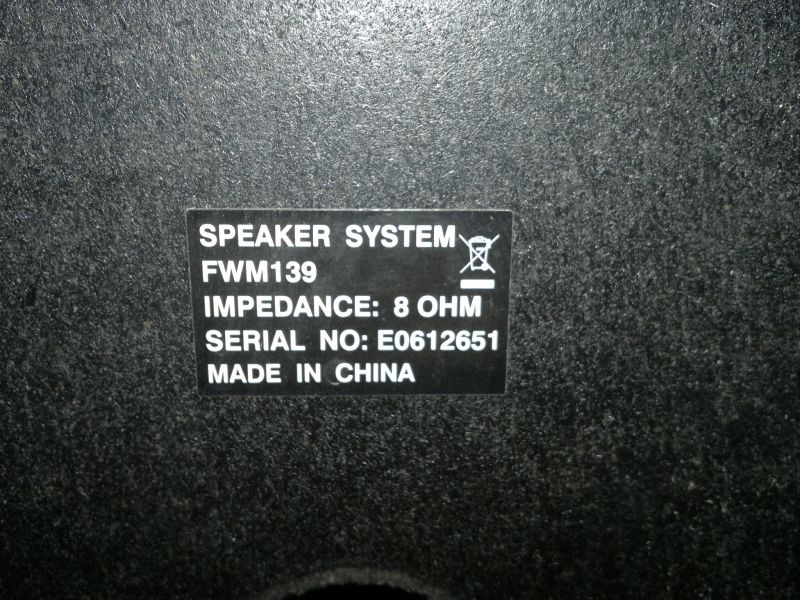 SPEAKER SYSTEM
FWM139
IMPEDANCE: 8 OHM
SERIAL NO: E0612651
MADE IN CHINA